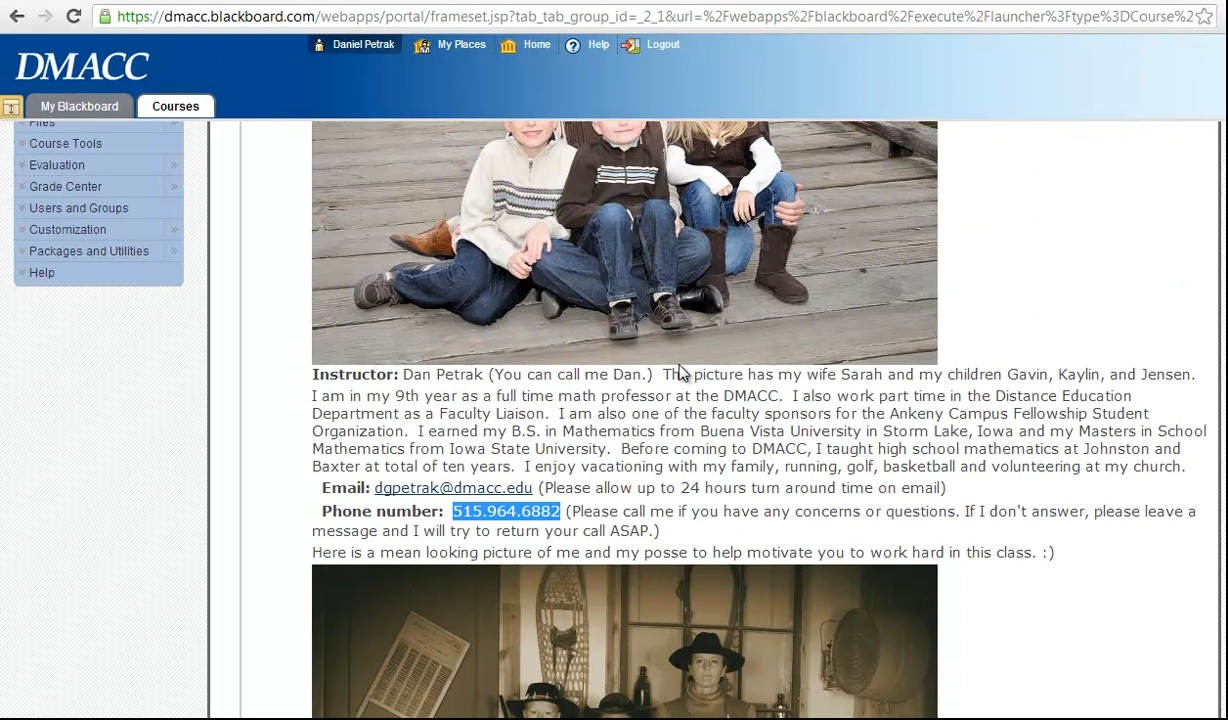 https://dmacc.blackboard.com/webapps/portal/frameset.jsp?tab_tab_group_id=_2_1&url=%2Fwebapps%2Fblackboard%2Fexecute%2Flauncher%3Ftype%3DCourse%2
Daniel Petrak My Places Home Help Logout
DMACC
My Blackboard Courses
Files
Course Tools
Evaluation
Grade Center
Users and Groups
Customization
Packages and Utilities
Help
Instructor: Dan Petrak (You can call me Dan.) The picture has my wife Sarah and my children Gavin, Kaylin, and Jensen.
I am in my 9th year as a full time math professor at the DMACC. I also work part time in the Distance Education
Department as a Faculty Liaison. I am also one of the faculty sponsors for the Ankeny Campus Fellowship Student
Organization. I earned my B.S. in Mathematics from Buena Vista University in Storm Lake, Iowa and my Masters in School
Mathematics from Iowa State University. Before coming to DMACC, I taught high school mathematics at Johnston and
Baxter at total of ten years. I enjoy vacationing with my family, running, golf, basketball and volunteering at my church.
Email: dgpetrak@dmacc.edu (Please allow up to 24 hours turn around time on email)
Phone number: 515.964.6882 (Please call me if you have any concerns or questions. If I don't answer, please leave a
message and I will try to return your call ASAP.)
Here is a mean looking picture of me and my posse to help motivate you to work hard in this class. :)